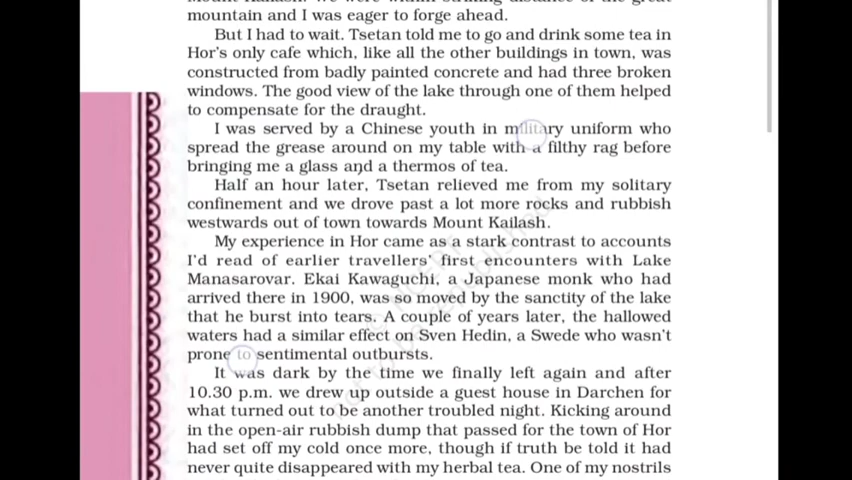 mountain and I was eager to forge ahead.
But I had to wait. Tsetan told me to go and drink some tea in
Hor's only cafe which, like all the other buildings in town, was
constructed from badly painted concrete and had three broken
windows. The good view of the lake through one of them helped
to compensate for the draught.
I was served by a Chinese youth in military uniform who
spread the grease around on my table with a filthy rag before
bringing me a glass and a thermos of tea.
Half an hour later, Tsetan relieved me from my solitary
confinement and we drove past a lot more rocks and rubbish
westwards out of town towards Mount Kailash.
My experience in Hor came as a stark contrast to accounts
I'd read of earlier travellers' first encounters with Lake
Manasarovar. Ekai Kawaguchi, a Japanese monk who had
arrived there in 1900, was so moved by the sanctity of the lake
that he burst into tears. A couple of years later, the hallowed
waters had a similar effect on Sven Hedin, a Swede who wasn't
prone to sentimental outbursts.
It was dark by the time we finally left again and after
10.30 p.m. we drew up outside a guest house in Darchen for
what turned out to be another troubled night. Kicking around
in the open-air rubbish dump that passed for the town of Hor
had set off my cold once more, though if truth be told it had
never quite disappeared with my herbal tea. One of my nostrils